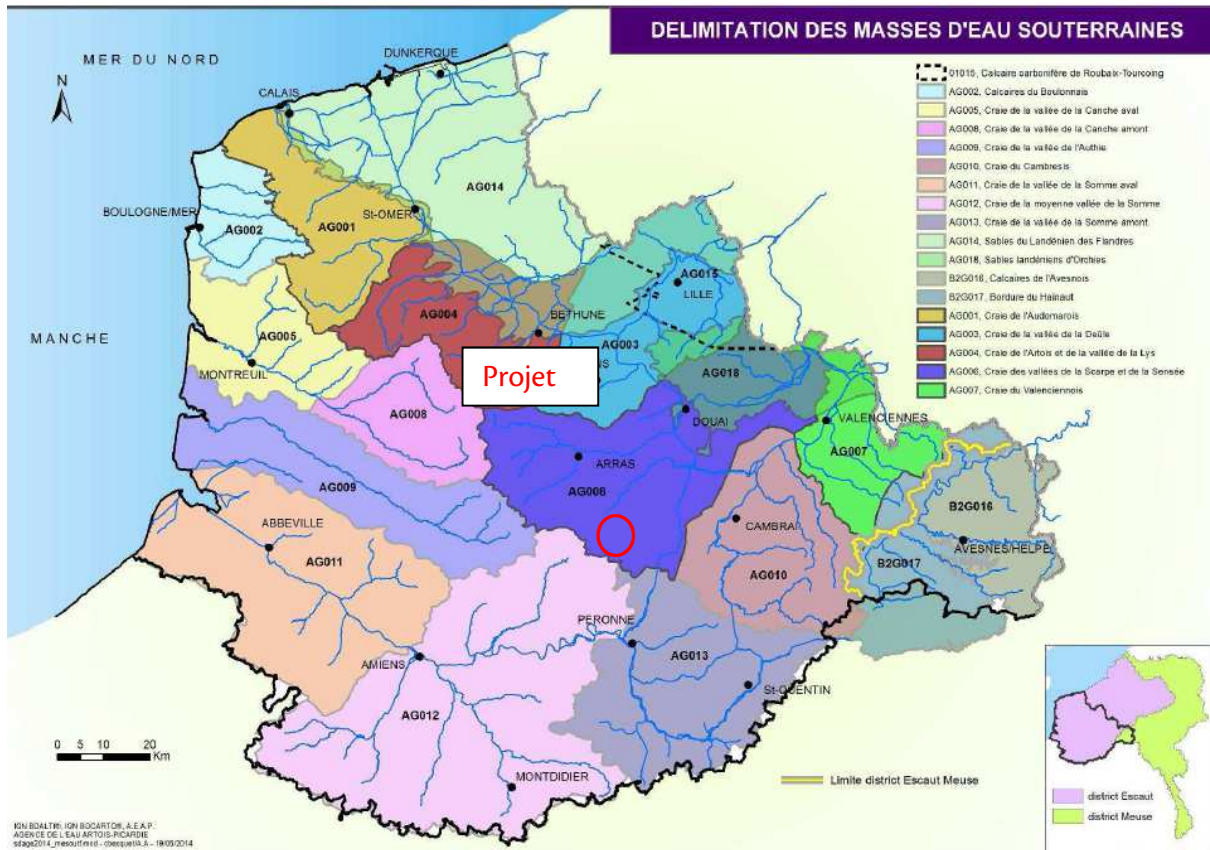 DELIMITATION DES MASSES D'EAU SOUTERRAINES
MER DU NORD
MANCHE
N
DUNKERQUE
CALAIS
BOULOGNE/MER
St-OMER
MONTREUIL
BETHUNE
LILLE
IS
DOUAI
VALENCIENNES
ARRAS
CAMBRAI
AVESNES/HELPE
ABBEVILLE
AMIENS
PERONNE
St-QUENTIN
MONTDIDIER
AG014
AG001
AG002
AG015
AG004
AG003
AG005
AG018
AG008
AG007
AG006
AG009
B2G016
B2G017
AG010
AG011
AG013
AG012
Projet
01015, Calcaire carbonifère de Roubaix-Tourcoing
AG002, Calcaires du Boulonnais
AG005, Craie de la vallée de la Canche aval
AG008, Craie de la vallée de la Canche amont
AG009, Craie de la vallée de l'Authie
AG010, Craie du Cambresis
AG011, Craie de la vallée de la Somme aval
AG012, Craie de la moyenne vallée de la Somme
AG013, Craie de la vallée de la Somme amont
AG014, Sables du Landénien des Flandres
AG018, Sables landéniens d'Orchies
B2G016, Calcaires de l'Avesnois
B2G017, Bordure du Hainaut
AG001, Craie de l'Audomarois
AG003, Craie de la vallée de la Deûle
AG004, Craie de l'Artois et de la vallée de la Lys
AG006, Craie des vallées de la Scarpe et de la Sensée
AG007, Craie du Valenciennois
0 5 10 20
Km
Limite district Escaut Meuse
district Escaut
district Meuse
AGENCE DE L'EAU ARTOIS-PICARDIE